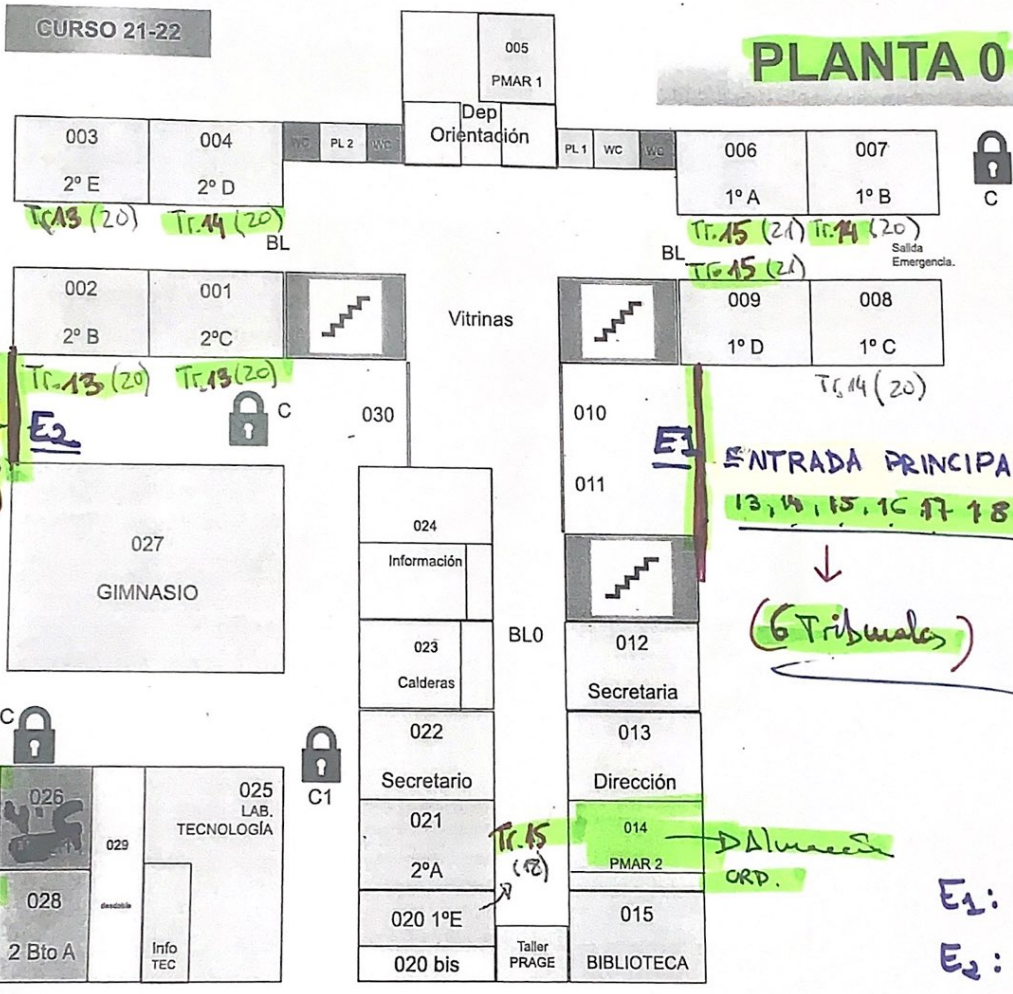 CURSO 21-22
PLANTA 0
005
PMAR 1
Dep
Orientación
003
2º E
004
2º D
WC
PL 2
WC
PL 1
WC
WC
006
1º A
007
1º B
C
Tr.13 (20)
Tr.14 (20)
BL
Tr.15 (21)
Tr.14 (20)
BL
Tr.15 (21)
Salida
Emergencia.
002
2º B
001
2ºC
Vitrinas
009
1º D
008
1º C
Tr.13 (20)
Tr.13 (20)
Tr.14 (20)
E2
C
030
010
011
E1
ENTRADA PRINCIPA
13, 14, 15, 16 17 18
(6 Tribunales)
027
GIMNASIO
024
Información
023
Calderas
BL0
012
Secretaria
022
Secretario
013
Dirección
C
C1
026
029
025
LAB.
TECNOLOGÍA
021
2ºA
Tr.15
(18)
014
PMAR 2
ORD.
028
2 Bto A
desdoble
Info
TEC
020 1ºE
020 bis
Taller
PRAGE
015
BIBLIOTECA
E1:
E2: